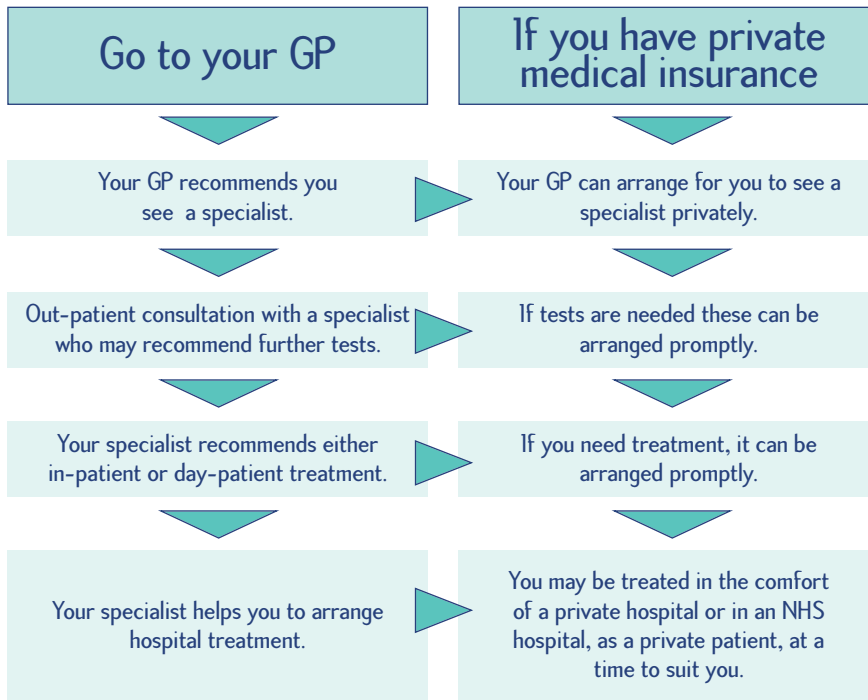 Go to your GP
If you have private
medical insurance
Your GP recommends you
see a specialist.
Your GP can arrange for you to see a
specialist privately.
Out-patient consultation with a specialist
who may recommend further tests.
If tests are needed these can be
arranged promptly.
Your specialist recommends either
in-patient or day-patient treatment.
If you need treatment, it can be
arranged promptly.
Your specialist helps you to arrange
hospital treatment.
You may be treated in the comfort
of a private hospital or in an NHS
hospital, as a private patient, at a
time to suit you.